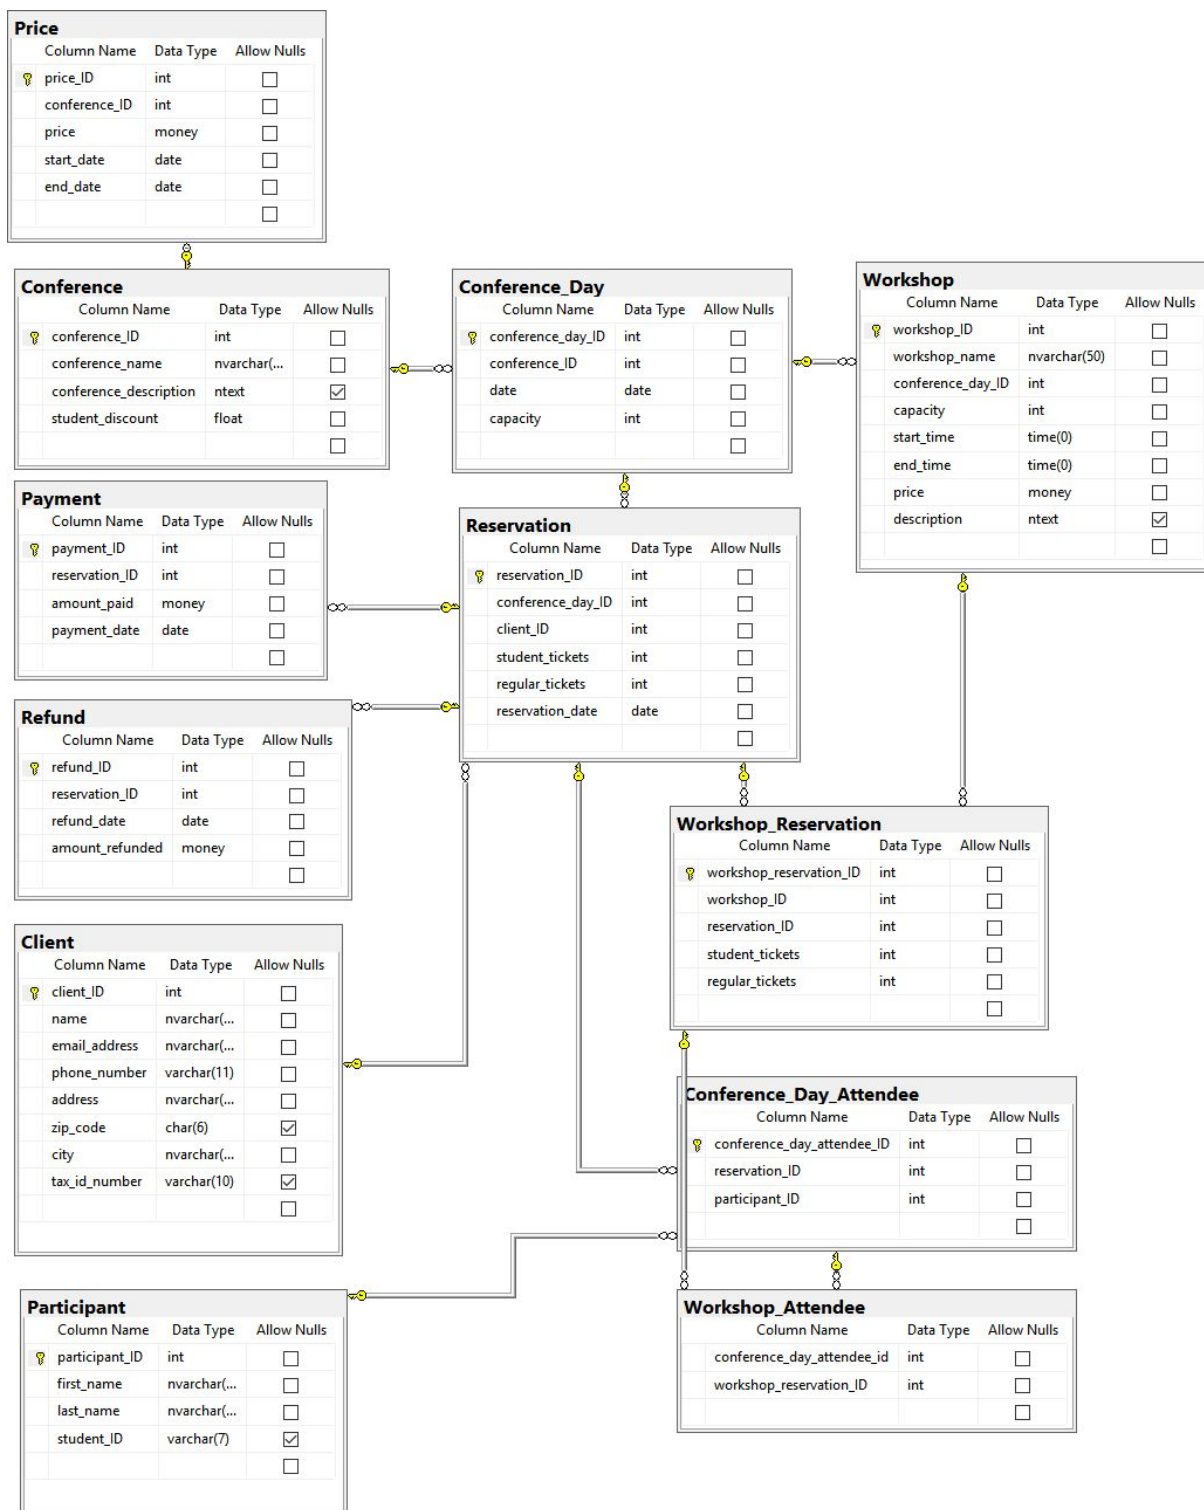 Price
Column Name Data Type Allow Nulls
price_ID int
conference_ID int
price money
start_date date
end_date date
Conference
Column Name Data Type Allow Nulls
conference_ID int
conference_name nvarchar(...
conference_description ntext
student_discount float
Conference_Day
Column Name Data Type Allow Nulls
conference_day_ID int
conference_ID int
date date
capacity int
Workshop
Column Name Data Type Allow Nulls
workshop_ID int
workshop_name nvarchar(50)
conference_day_ID int
capacity int
start_time time(0)
end_time time(0)
price money
description ntext
Payment
Column Name Data Type Allow Nulls
payment_ID int
reservation_ID int
amount_paid money
payment_date date
Reservation
Column Name Data Type Allow Nulls
reservation_ID int
conference_day_ID int
client_ID int
student_tickets int
regular_tickets int
reservation_date date
Refund
Column Name Data Type Allow Nulls
refund_ID int
reservation_ID int
refund_date date
amount_refunded money
Workshop_Reservation
Column Name Data Type Allow Nulls
workshop_reservation_ID int
workshop_ID int
reservation_ID int
student_tickets int
regular_tickets int
Client
Column Name Data Type Allow Nulls
client_ID int
name nvarchar(...
email_address nvarchar(...
phone_number varchar(11)
address nvarchar(...
zip_code char(6)
city nvarchar(...
tax_id_number varchar(10)
Conference_Day_Attendee
Column Name Data Type Allow Nulls
conference_day_attendee_ID int
reservation_ID int
participant_ID int
Participant
Column Name Data Type Allow Nulls
participant_ID int
first_name nvarchar(...
last_name nvarchar(...
student_ID varchar(7)
Workshop_Attendee
Column Name Data Type Allow Nulls
conference_day_attendee_id int
workshop_reservation_ID int